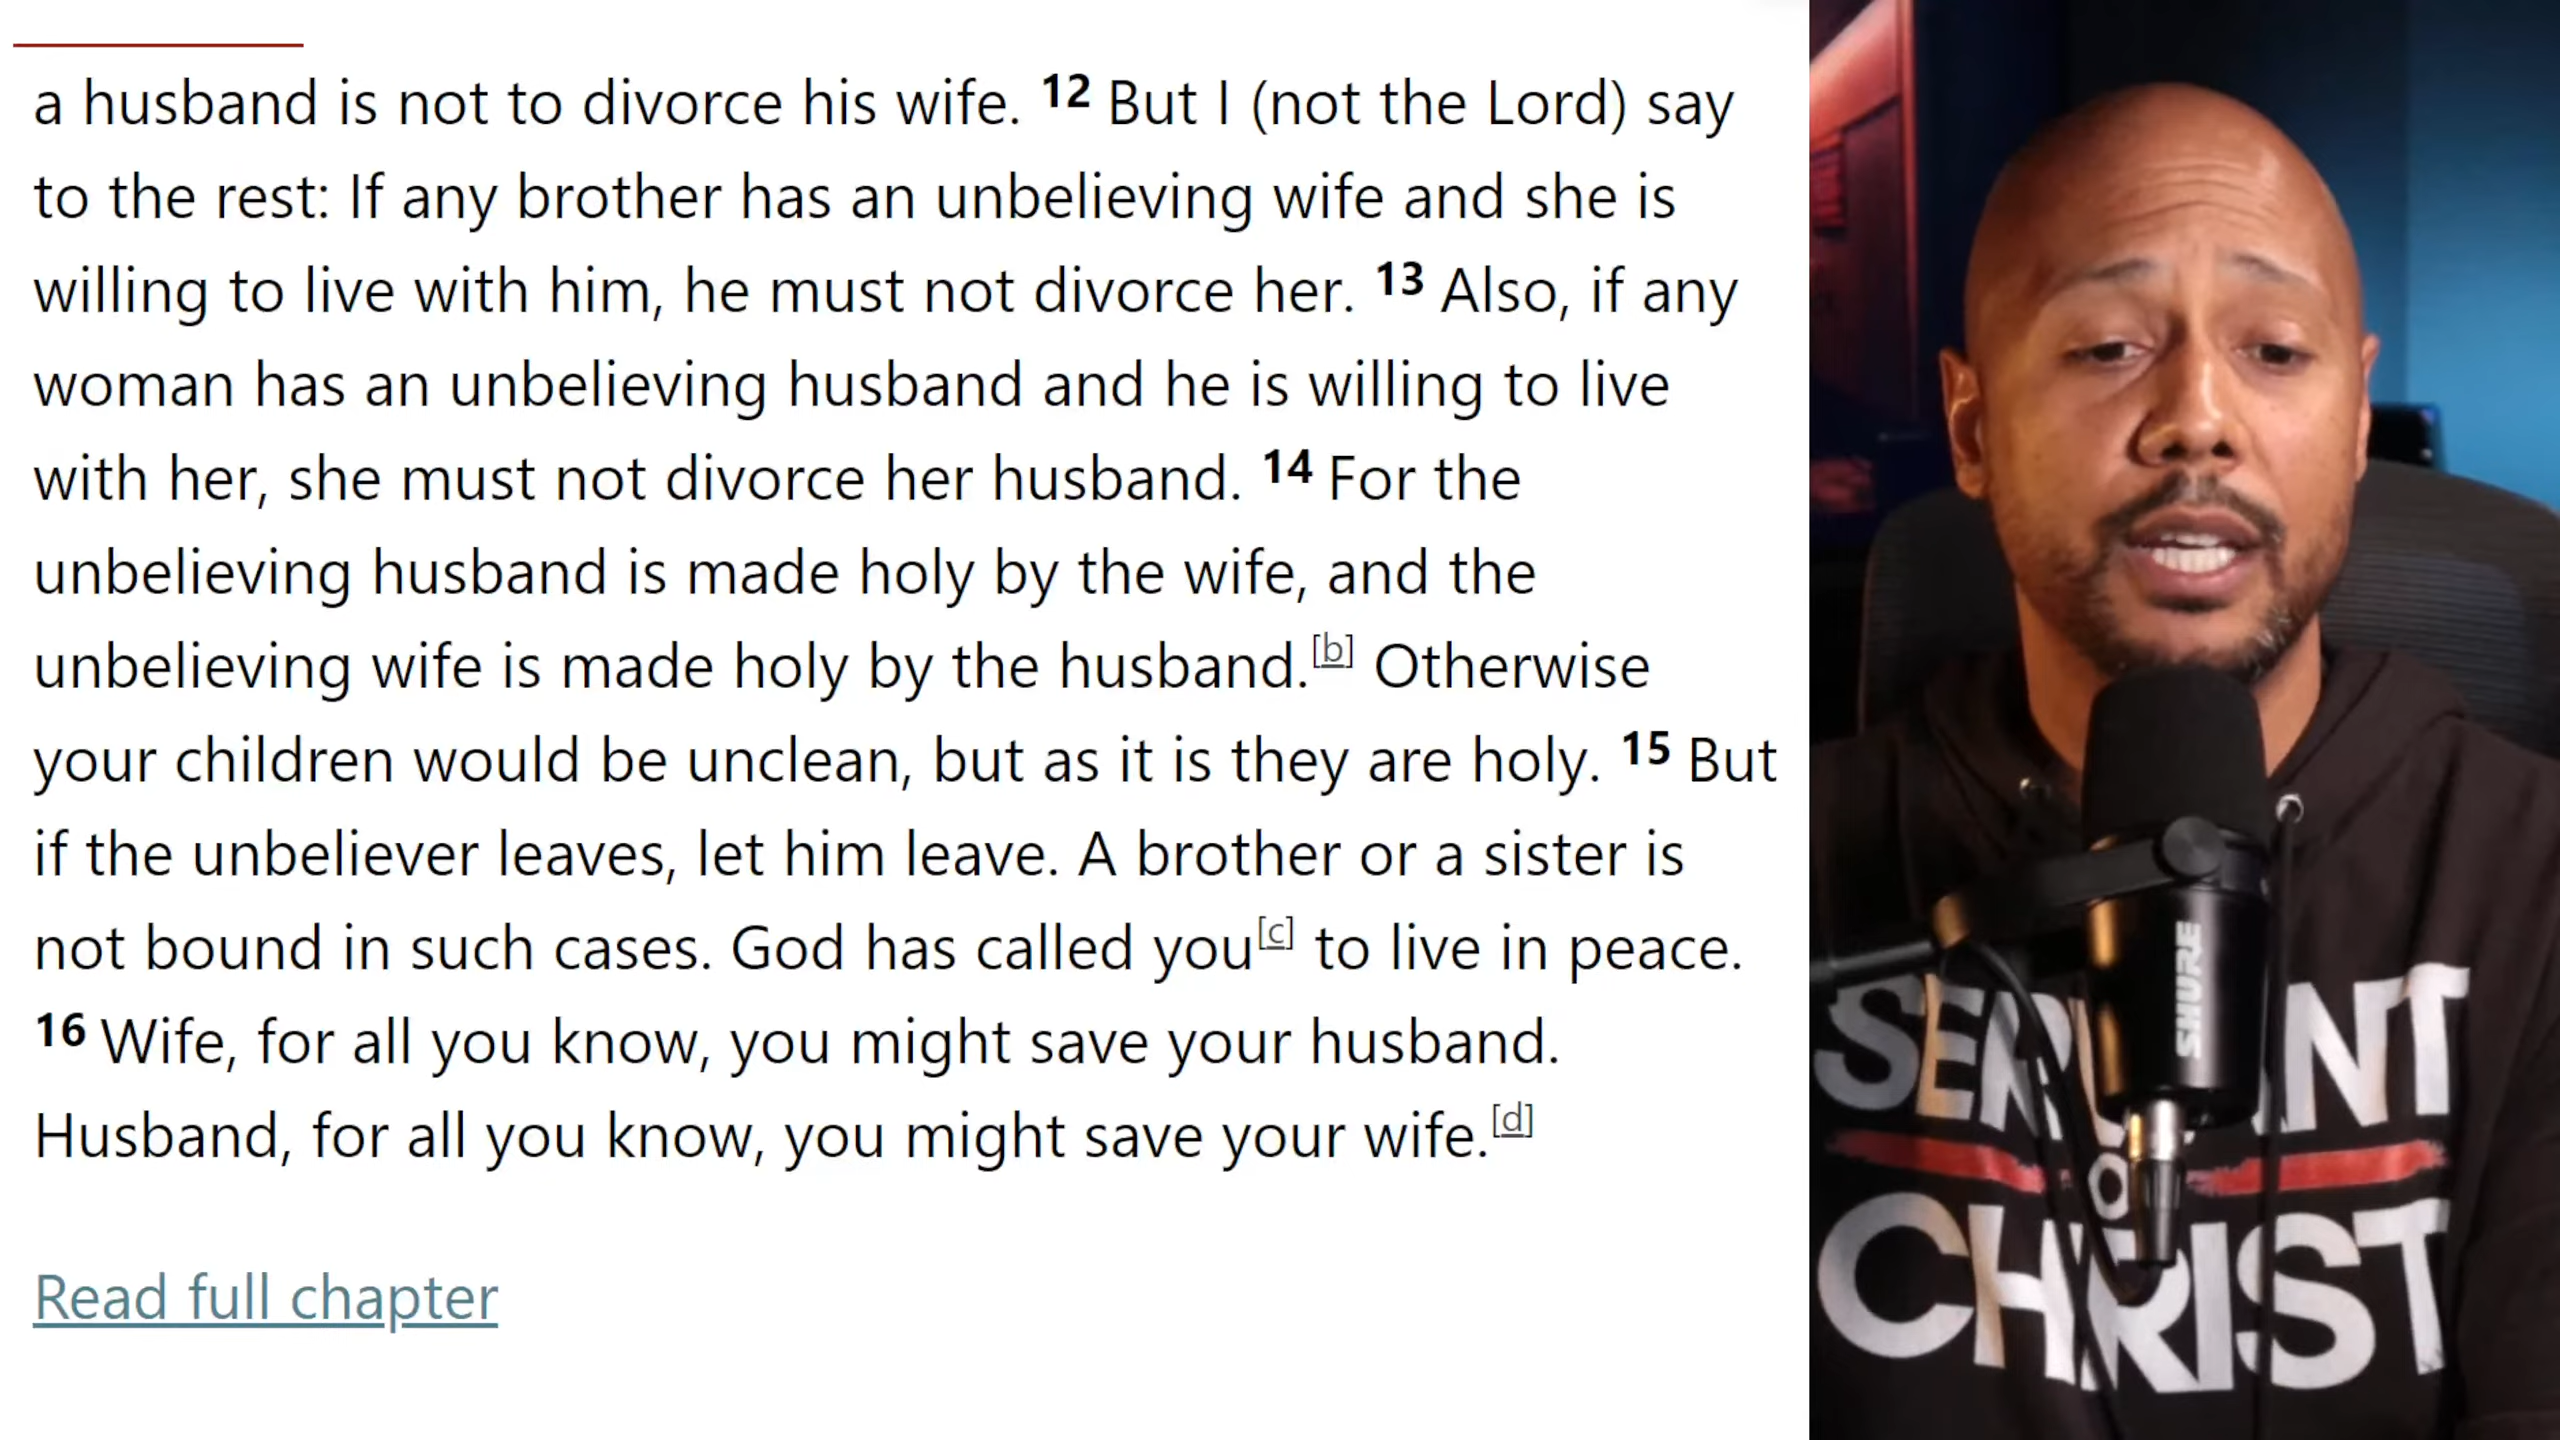 a husband is not to divorce his wife. 12 But I (not the Lord) say
to the rest: If any brother has an unbelieving wife and she is
willing to live with him, he must not divorce her. 13 Also, if any
woman has an unbelieving husband and he is willing to live
with her, she must not divorce her husband. 14 For the
unbelieving husband is made holy by the wife, and the
unbelieving wife is made holy by the husband.[b] Otherwise
your children would be unclean, but as it is they are holy. 15 But
if the unbeliever leaves, let him leave. A brother or a sister is
not bound in such cases. God has called you[c] to live in peace.
16 Wife, for all you know, you might save your husband.
Husband, for all you know, you might save your wife.[d]
Read full chapter
SHURE
SERVANT
OF
CHRIST